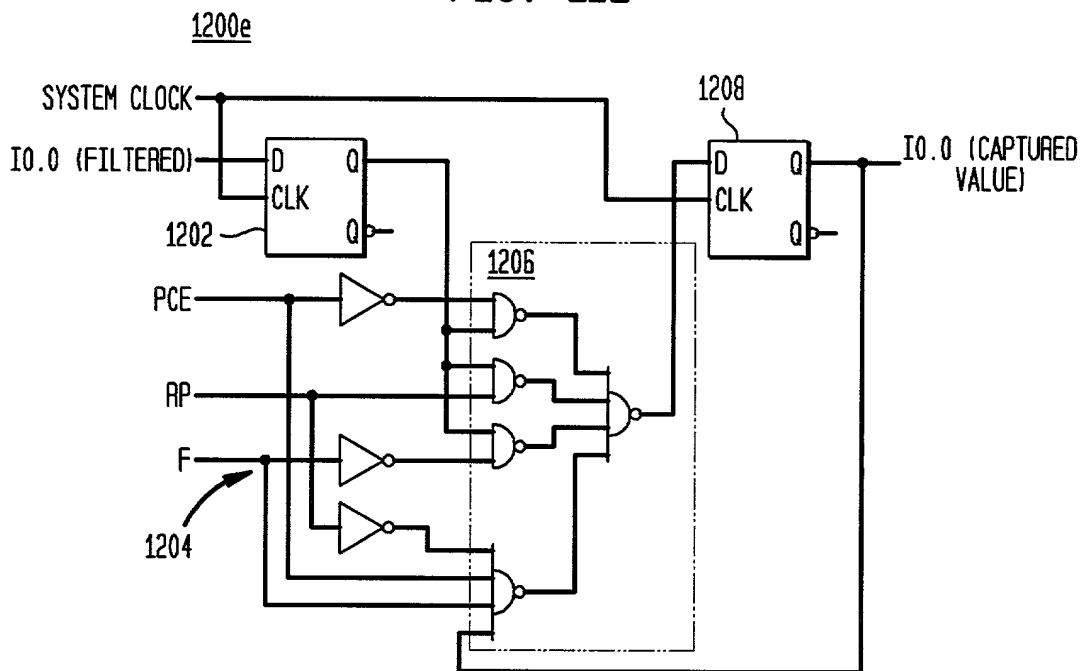 1200e
SYSTEM CLOCK
1208
I0.0 (FILTERED)
D Q
CLK
Q
1202
D Q
CLK
Q
I0.0 (CAPTURED
VALUE)
1206
PCE
RP
F
1204